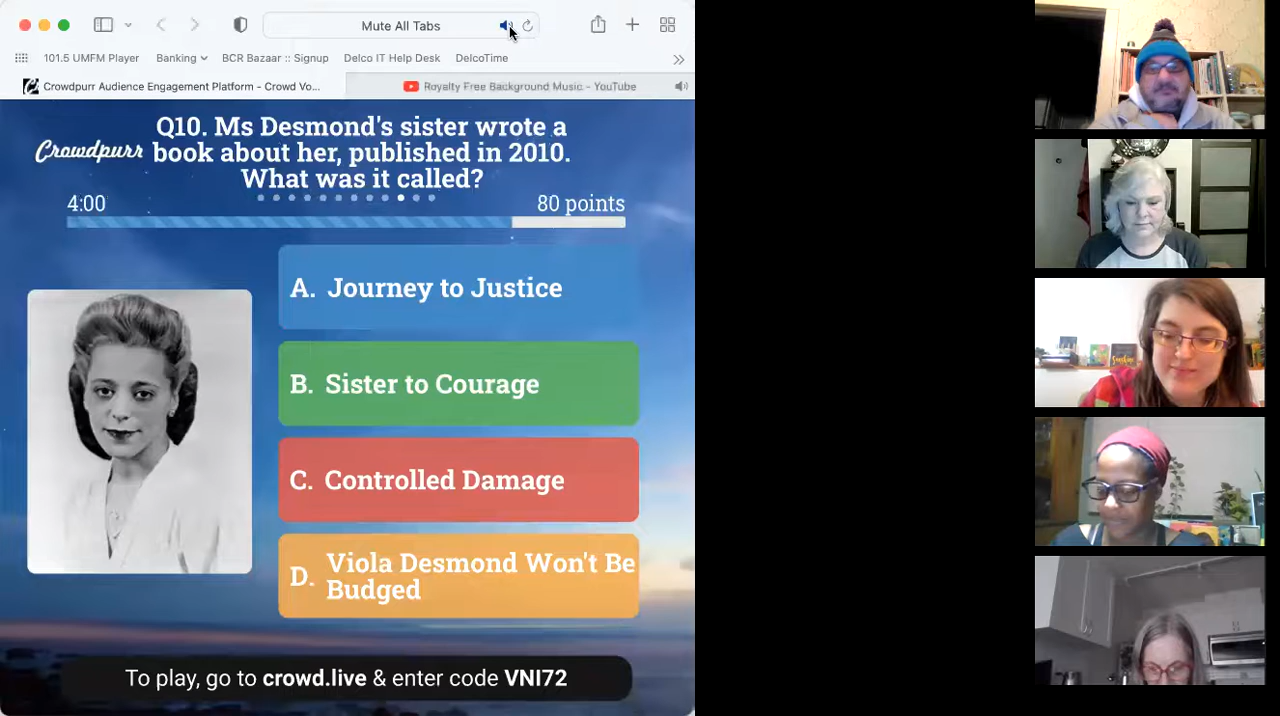 Mute All Tabs
101.5 UMFM Player
Banking
BCR Bazaar :: Signup
Delco IT Help Desk
DelcoTime
Crowdpurr Audience Engagement Platform - Crowd Vo...
Royalty Free Background Music - YouTube
Crowdpurr
Q10. Ms Desmond's sister wrote a
book about her, published in 2010.
What was it called?
4:00
80 points
A. Journey to Justice
B. Sister to Courage
C. Controlled Damage
D. Viola Desmond Won't Be
Budged
To play, go to crowd.live & enter code VNI72